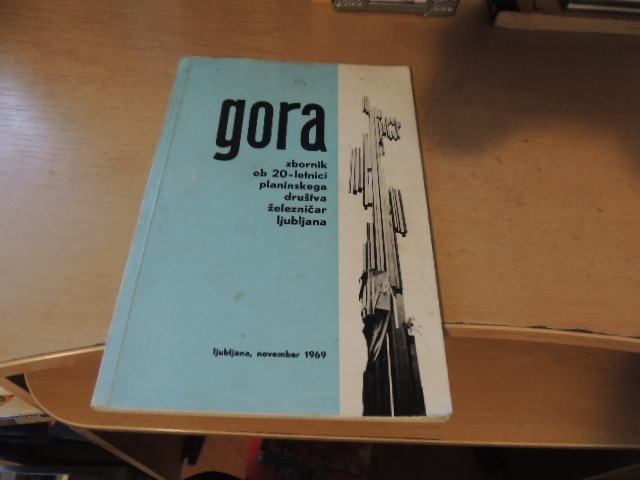 gora
zbornik
ob 20-letnici
planinskega
društva
železničar
ljubljana
ljubljana, november 1969